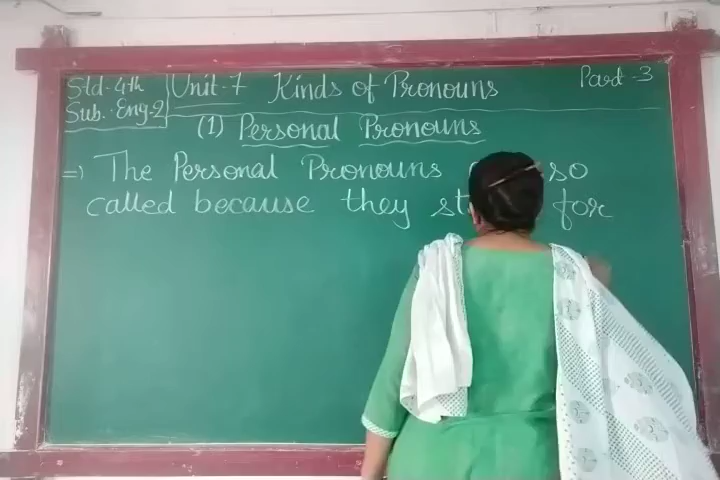 Std-4th Unit-7 Kinds of Pronouns Part-3
Sub. Eng-2
(1) Personal Pronouns
=) The Personal Pronouns so
called because they for